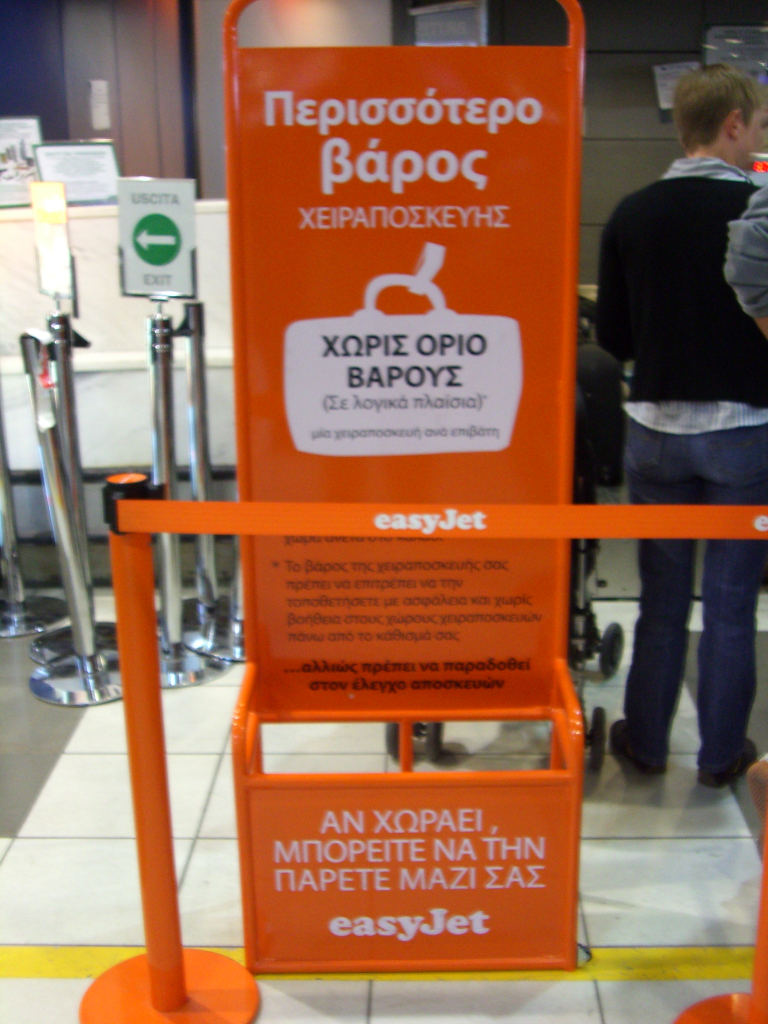 Περισσότερο
βάρος
ΧΕΙΡΑΠΟΣΚΕΥΗΣ
USCITA
EXIT
ΧΩΡΙΣ ΟΡΙΟ
ΒΑΡΟΥΣ
(Σε λογικά πλαίσια)*
μία χειραποσκευή ανά επιβάτη
easyJet
* Το βάρος της χειραποσκευής σας
πρέπει να επιτρέπει να την
τοποθετήσετε με ασφάλεια και χωρίς
βοήθεια στους χώρους χειραποσκευών
πάνω από το κάθισμά σας
...αλλιώς πρέπει να παραδοθεί
στον έλεγχο αποσκευών
ΑΝ ΧΩΡΑΕΙ ,
ΜΠΟΡΕΙΤΕ ΝΑ ΤΗΝ
ΠΑΡΕΤΕ ΜΑΖΙ ΣΑΣ
easyJet